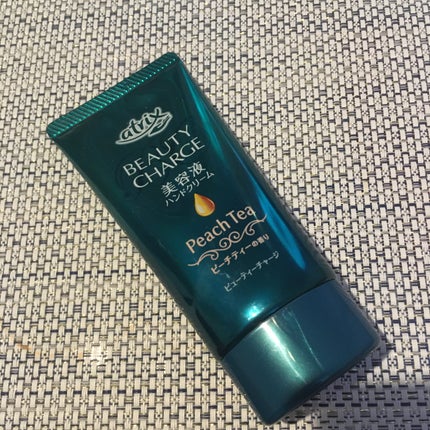 atrix
BEAUTY
CHARGE
美容液
ハンドクリーム
Peach Tea
ピーチティーの香り
ビューティーチャージ